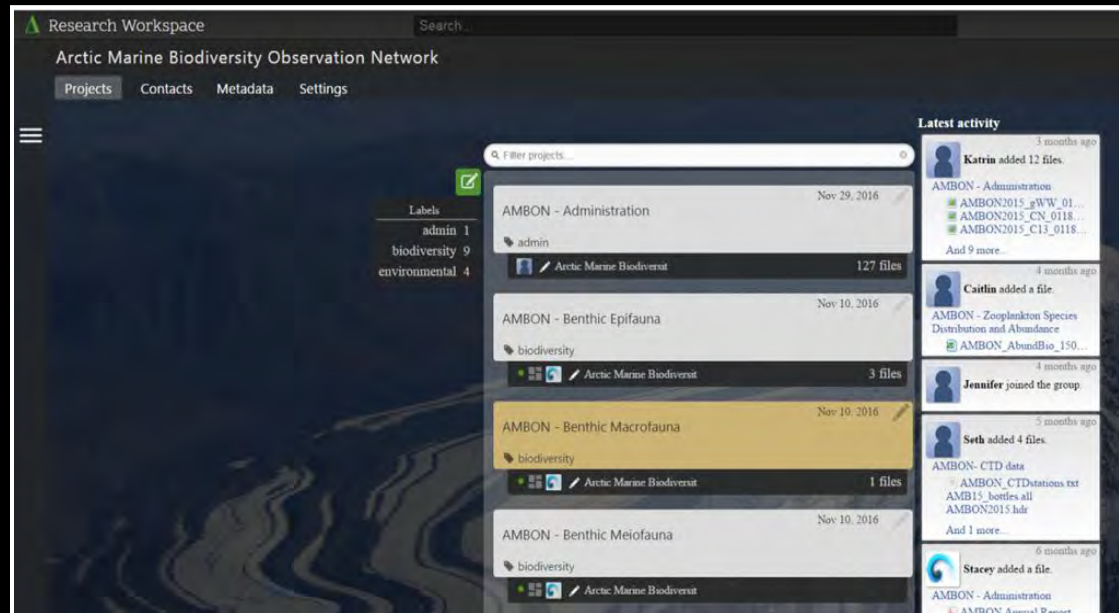 Research Workspace
Search...
Arctic Marine Biodiversity Observation Network
Projects Contacts Metadata Settings
Filter projects...
Labels
admin 1
biodiversity 9
environmental 4
Nov 29, 2016
AMBON - Administration
admin
Arctic Marine Biodiversit 127 files
Nov 10, 2016
AMBON - Benthic Epifauna
biodiversity
Arctic Marine Biodiversit 3 files
Nov 10, 2016
AMBON - Benthic Macrofauna
biodiversity
Arctic Marine Biodiversit 1 files
Nov 10, 2016
AMBON - Benthic Meiofauna
biodiversity
Arctic Marine Biodiversit
Latest activity
3 months ago
Katrin added 12 files.
AMBON - Administration
AMBON2015_gWW_01...
AMBON2015_CN_0118...
AMBON2015_C13_0118...
And 9 more...
4 months ago
Caitlin added a file.
AMBON - Zooplankton Species
Distribution and Abundance
AMBON_AbundBio_150...
4 months ago
Jennifer joined the group.
5 months ago
Seth added 4 files.
AMBON- CTD data
AMBON_CTDstations.txt
AMB15_bottles.all
AMBON2015.hdr
And 1 more...
6 months ago
Stacey added a file.
AMBON - Administration
AMBON Annual Report